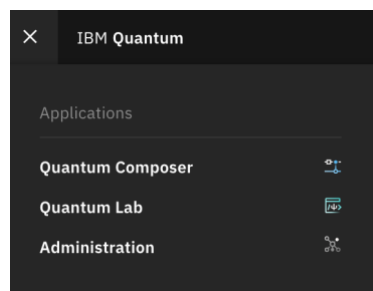 IBM Quantum
Applications
Quantum Composer
Quantum Lab
Administration